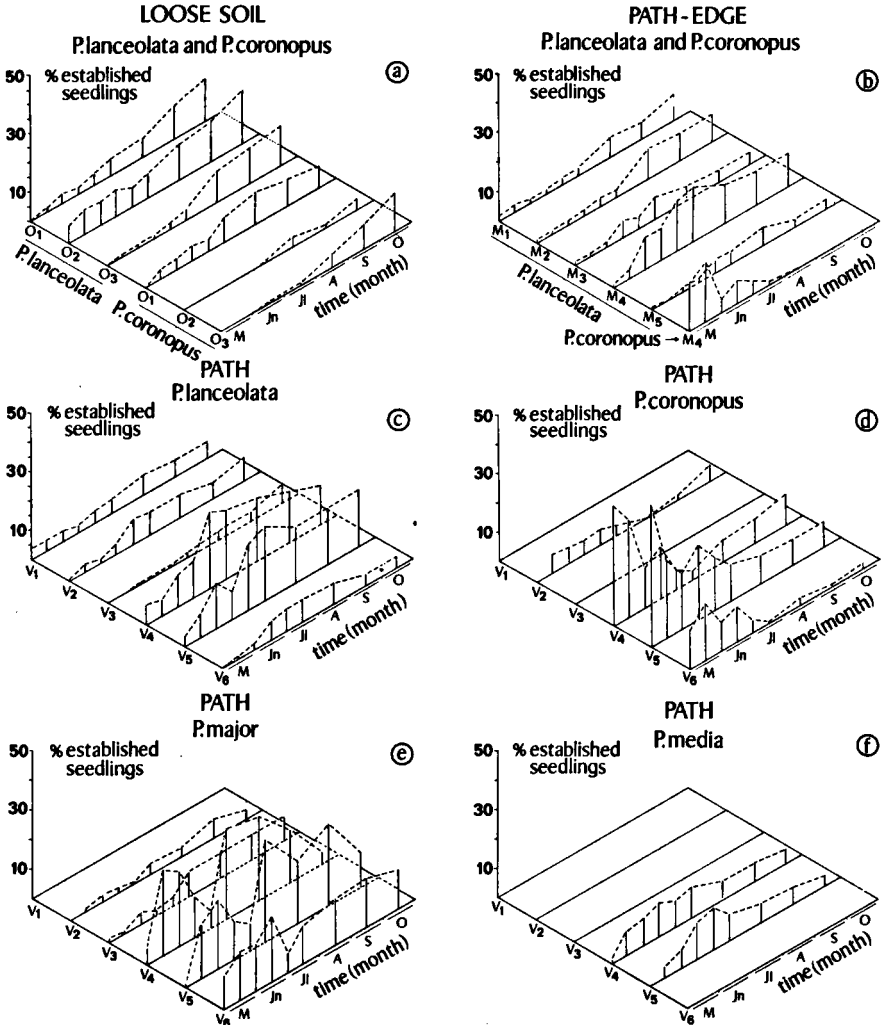 LOOSE SOIL
P.lanceolata and P.coronopus
% established
seedlings
ⓐ
50
30
10
O1
O2
O3
O1
O2
O3
P.lanceolata
P.coronopus
M
Jn
Jl
A
S
O
time (month)
PATH-EDGE
P.lanceolata and P.coronopus
% established
seedlings
ⓑ
50
30
10
M1
M2
M3
M4
M5
P.lanceolata
P.coronopus → M4
M
Jn
Jl
A
S
O
time (month)
PATH
P.lanceolata
% established
seedlings
ⓒ
50
30
10
V1
V2
V3
V4
V5
V6
M
Jn
Jl
A
S
O
time (month)
PATH
P.coronopus
% established
seedlings
ⓓ
50
30
10
V1
V2
V3
V4
V5
V6
M
Jn
Jl
A
S
O
time (month)
PATH
P.major
% established
seedlings
ⓔ
50
30
10
V1
V2
V3
V4
V5
V6
M
Jn
Jl
A
S
O
time (month)
PATH
P.media
% established
seedlings
ⓕ
50
30
10
V1
V2
V3
V4
V5
V6
M
Jn
Jl
A
S
O
time (month)